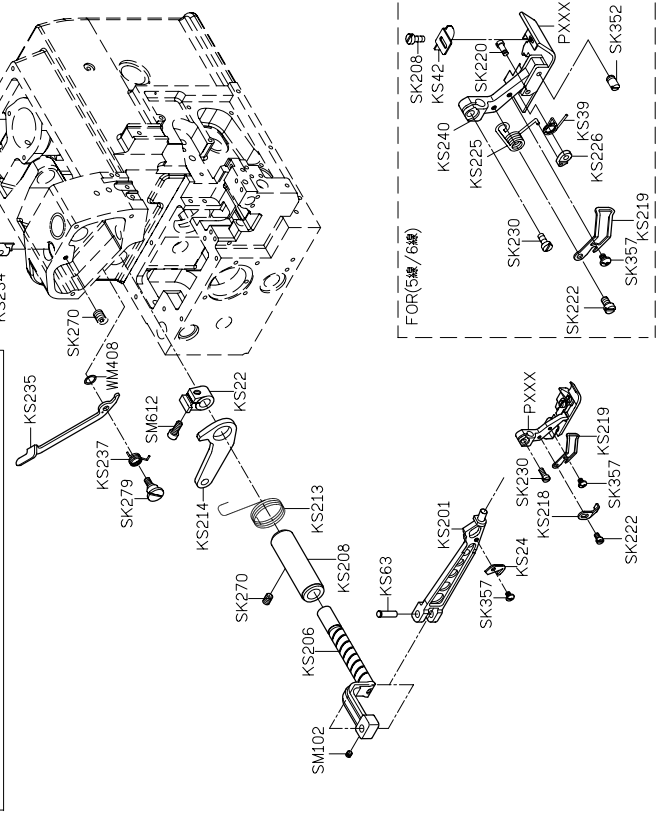 SK208
KS42
SK220
PXXX
SK352
KS240
KS225
KS39
KS226
SK230
KS219
SK357
SK222
FOR(5線/6線)
SK270
WM408
KS235
KS237
SK279
SM612
KS22
KS214
KS213
KS208
SK270
KS206
SM102
KS63
KS201
KS24
SK357
PXXX
SK230
KS218
KS219
SK357
SK222